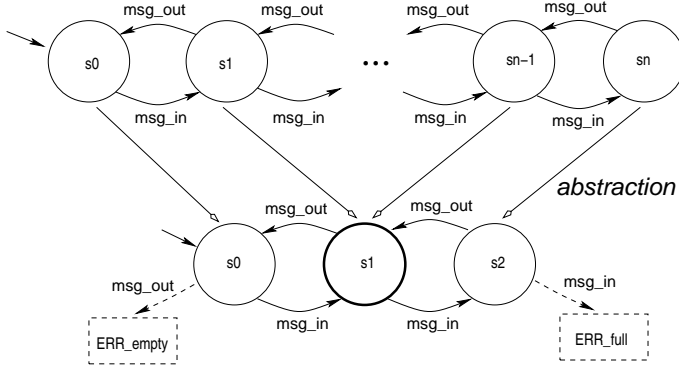 msg_out msg_out msg_out msg_out
s0 s1 ... sn−1 sn
msg_in msg_in msg_in msg_in
abstraction
msg_out msg_out
s0 s1 s2
msg_out msg_in
msg_in msg_in
ERR_empty ERR_full